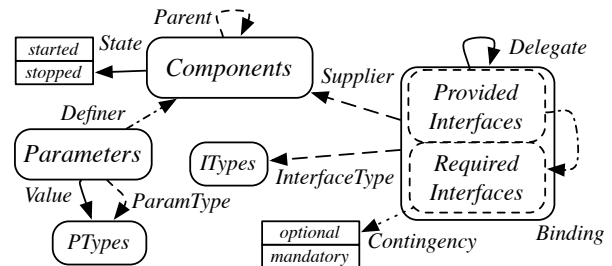 Parent
started
stopped
State
Components
Delegate
Supplier
Provided
Interfaces
Definer
Parameters
ITypes
InterfaceType
Required
Interfaces
Value
ParamType
PTypes
optional
mandatory
Contingency
Binding